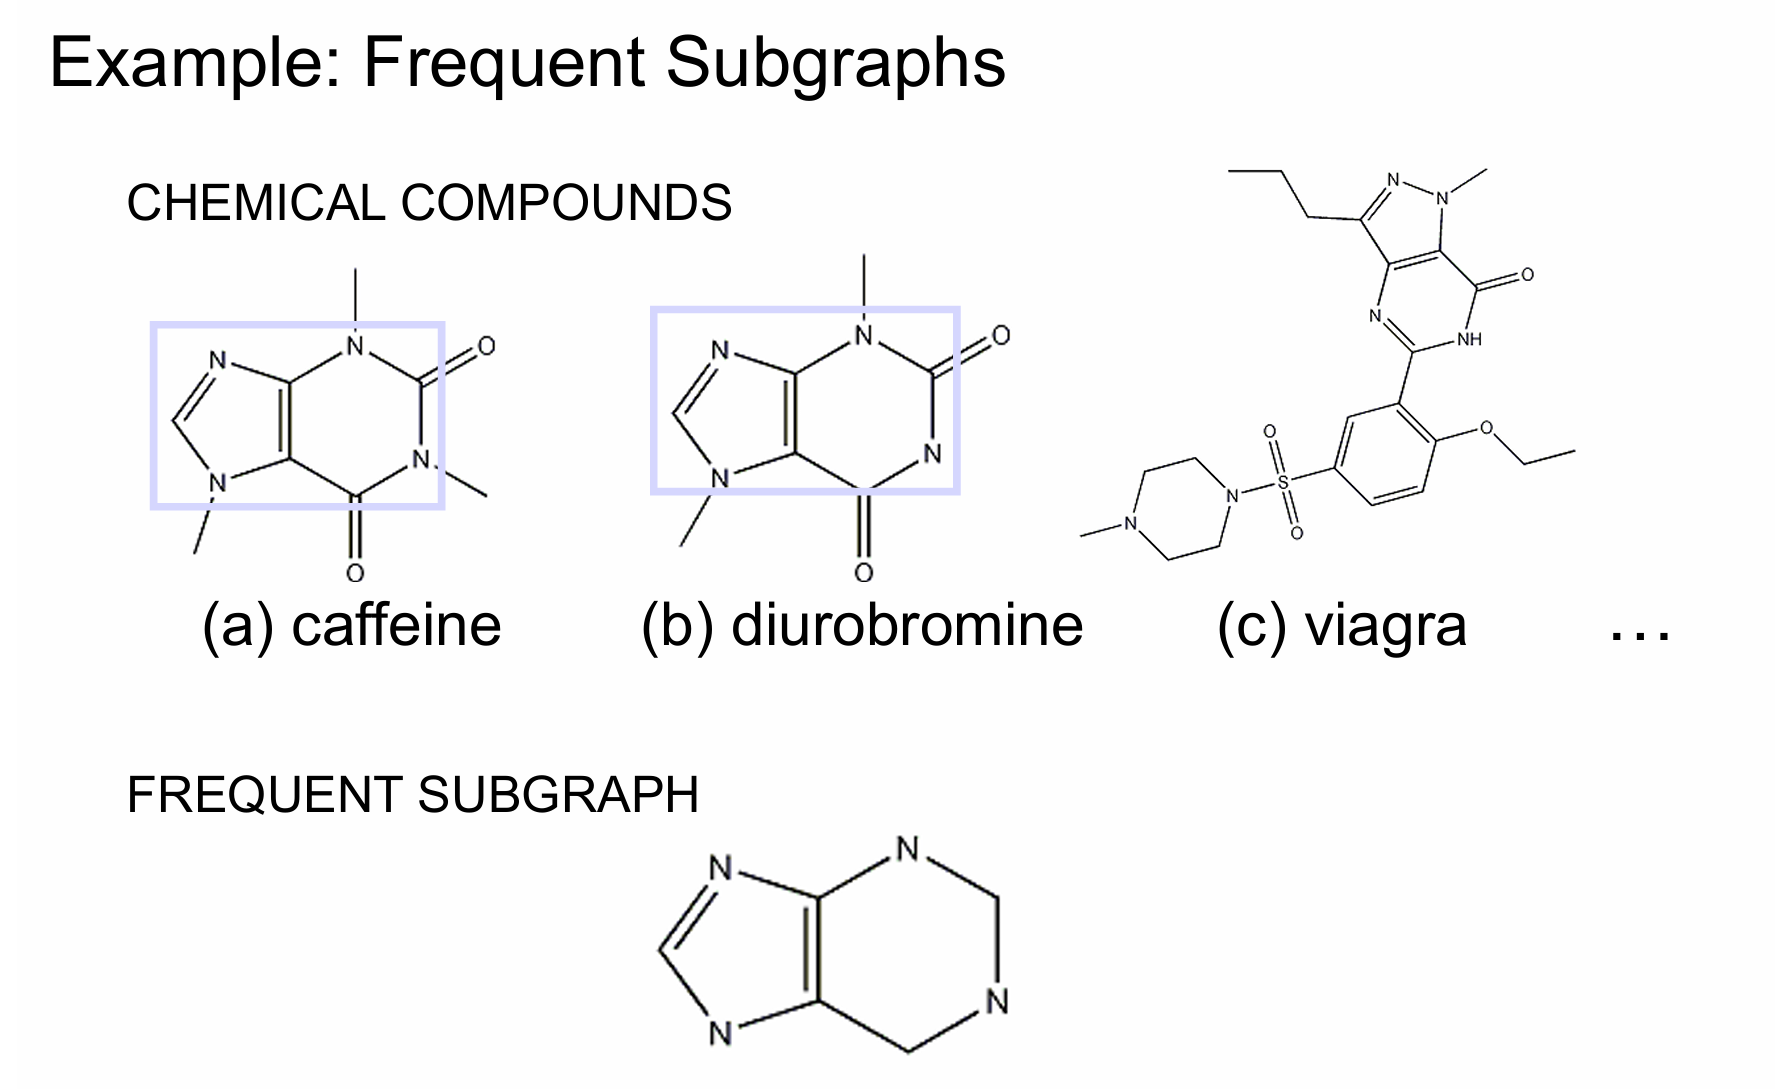 Example: Frequent Subgraphs
CHEMICAL COMPOUNDS
N N O N N O
N N O N N O
N N O N NH O O S O N N
(a) caffeine (b) diurobromine (c) viagra ...
FREQUENT SUBGRAPH
N N N N